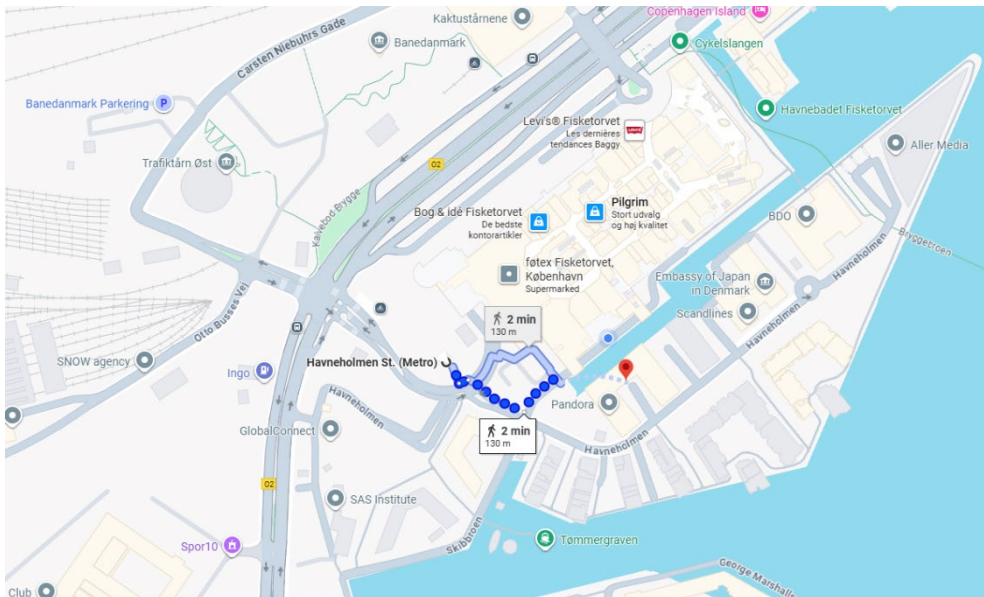 Kaktustårnene
Copenhagen Island
Carsten Niebuhrs Gade
Banedanmark
Cykelslangen
Banedanmark Parkering
P
Havnebadet Fisketorvet
Levi's® Fisketorvet
Les dernières
tendances Baggy
LEVI'S
Aller Media
Trafiktårn Øst
O2
Pilgrim
Stort udvalg
og høj kvalitet
Bog & idé Fisketorvet
De bedste
kontorartikler
BDO
Kalvebod Brygge
Bryggebroen
føtex Fisketorvet,
København
Supermarked
Havneholmen
Embassy of Japan
in Denmark
Scandlines
Otto Busses Vej
2 min
130 m
Havneholmen
SNOW agency
Havneholmen St. (Metro)
Ingo
Havneholmen
Pandora
GlobalConnect
2 min
130 m
Havneholmen
O2
SAS Institute
Skibbroen
Spor10
Tømmergraven
George Marshalls
Club